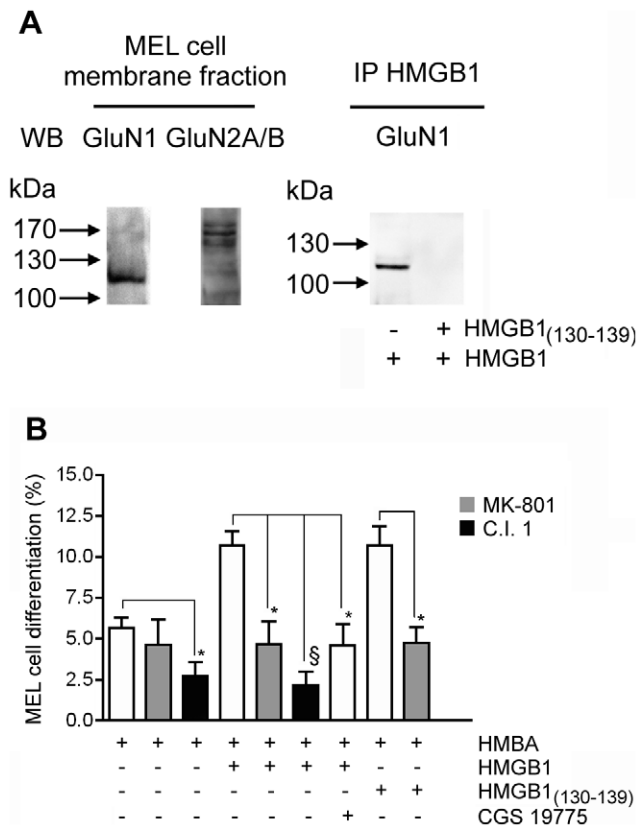 A
MEL cell
membrane fraction
IP HMGB1
WB GluN1 GluN2A/B
GluN1
kDa
170
130
100
kDa
130
100
- + HMGB1(130-139)
+ + HMGB1
B
MEL cell differentiation (%)
15.0
12.5
10.0
7.5
5.0
2.5
0.0
MK-801
C.I. 1
* * § * *
+ + + + + + + + + HMBA
- - - + + + + - - HMGB1
- - - - - - - + + HMGB1(130-139)
- - - - - - + - - CGS 19775